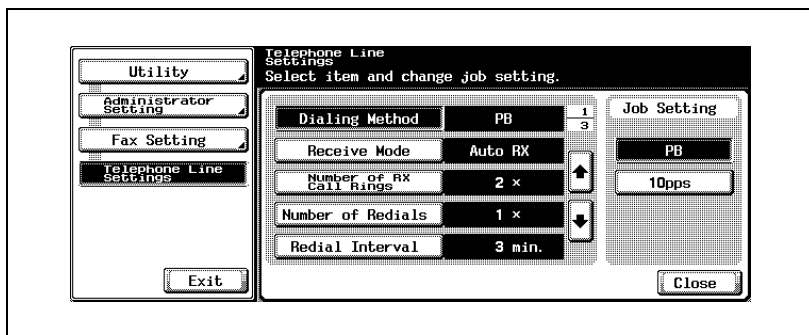 Utility
Administrator
Setting
Fax Setting
Telephone Line
Settings
Exit
Telephone Line
Settings
Select item and change job setting.
Dialing Method PB
Receive Mode Auto RX
Number of RX
Call Rings 2 ×
Number of Redials 1 ×
Redial Interval 3 min.
1
3
Job Setting
PB
10pps
Close